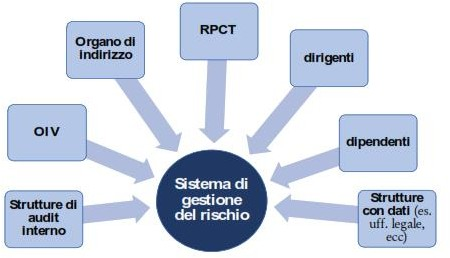 RPCT
Organo di
indirizzo
dirigenti
OIV
dipendenti
Sistema di
gestione
del rischio
Strutture di
audit
interno
Strutture
con dati (es.
uff. legale,
ecc)